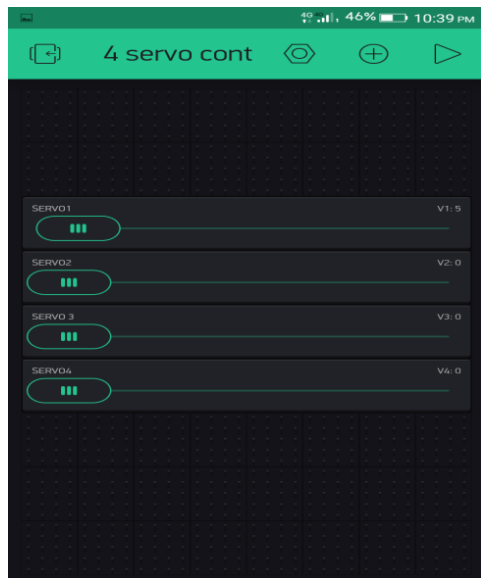 4G 46% 10:39 PM
4 servo cont
SERVO1 V1: 5
SERVO2 V2: 0
SERVO 3 V3: 0
SERVO4 V4: 0